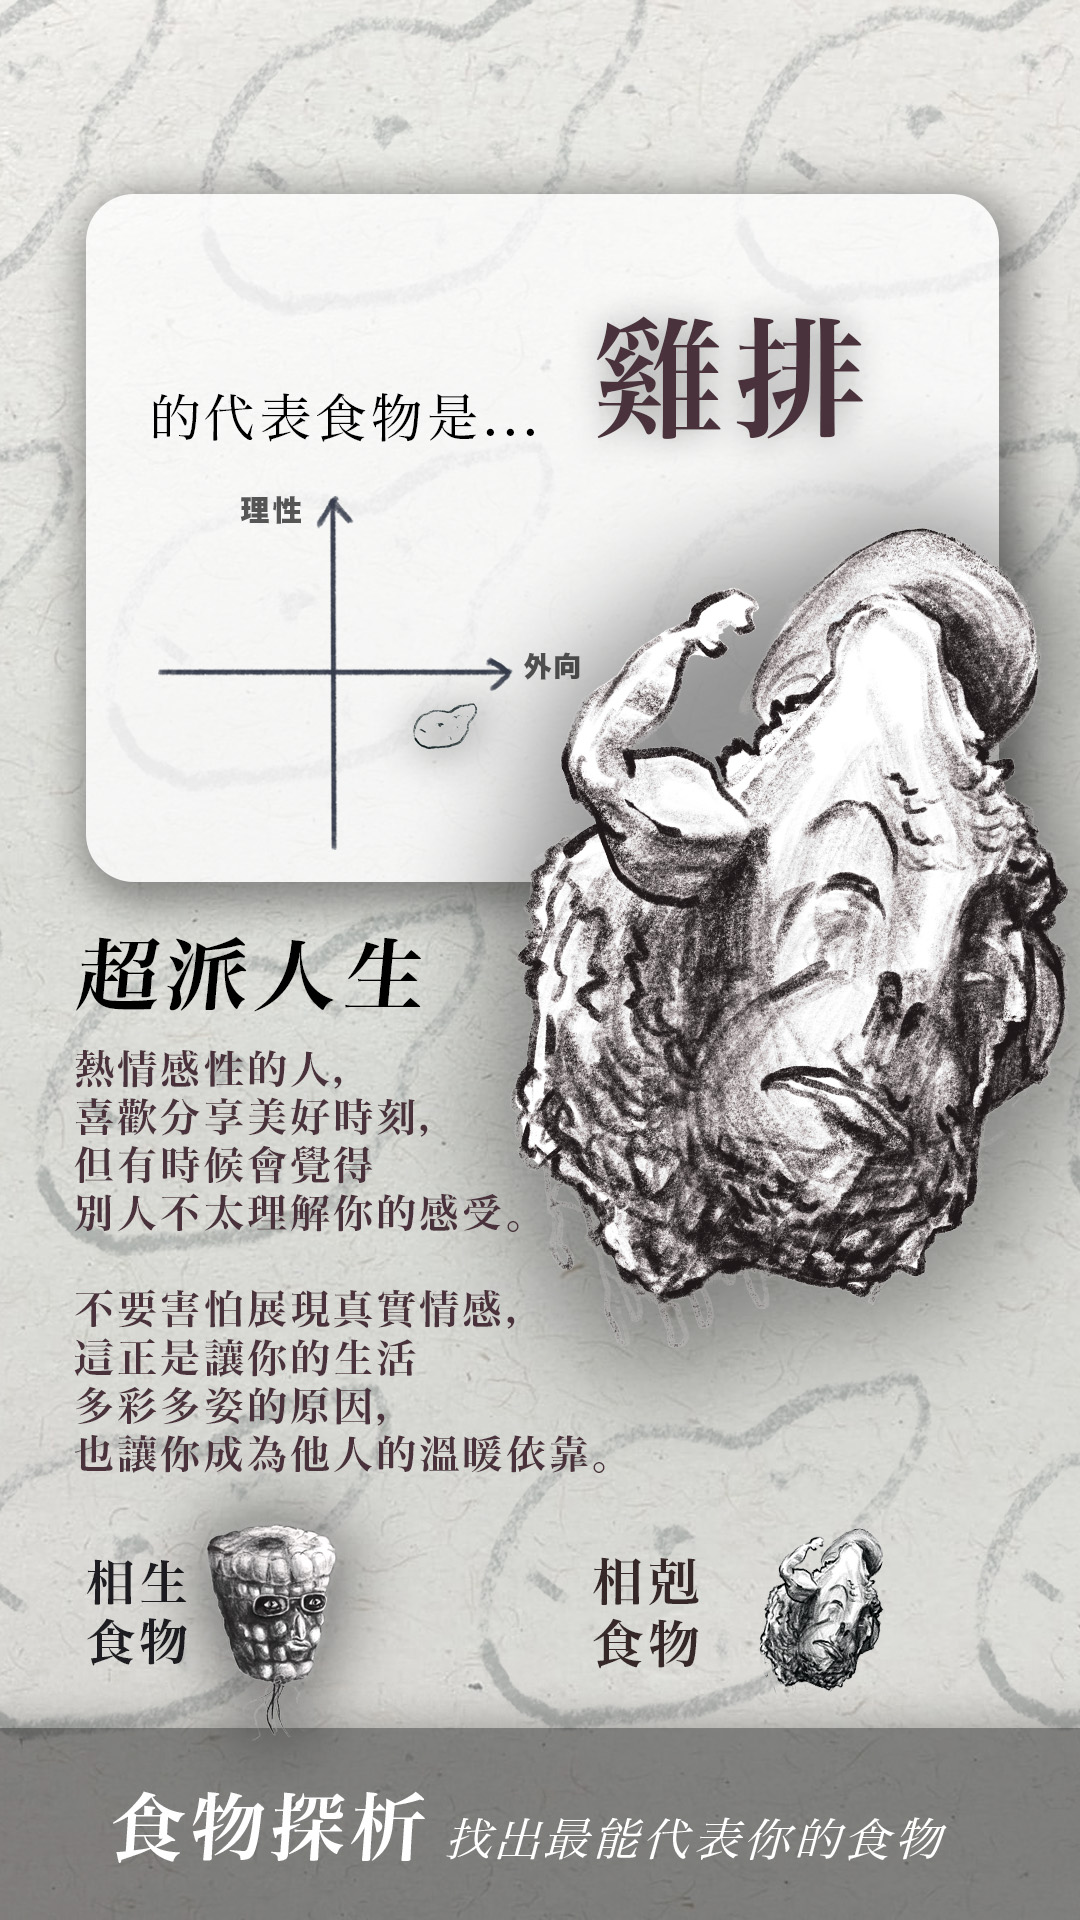 的代表食物是... 雞排
理性
外向
超派人生
熱情感性的人,
喜歡分享美好時刻,
但有時候會覺得
別人不太理解你的感受。
不要害怕展現真實情感,
這正是讓你的生活
多彩多姿的原因,
也讓你成為他人的溫暖依靠。
相生
食物
相剋
食物
食物探析 找出最能代表你的食物